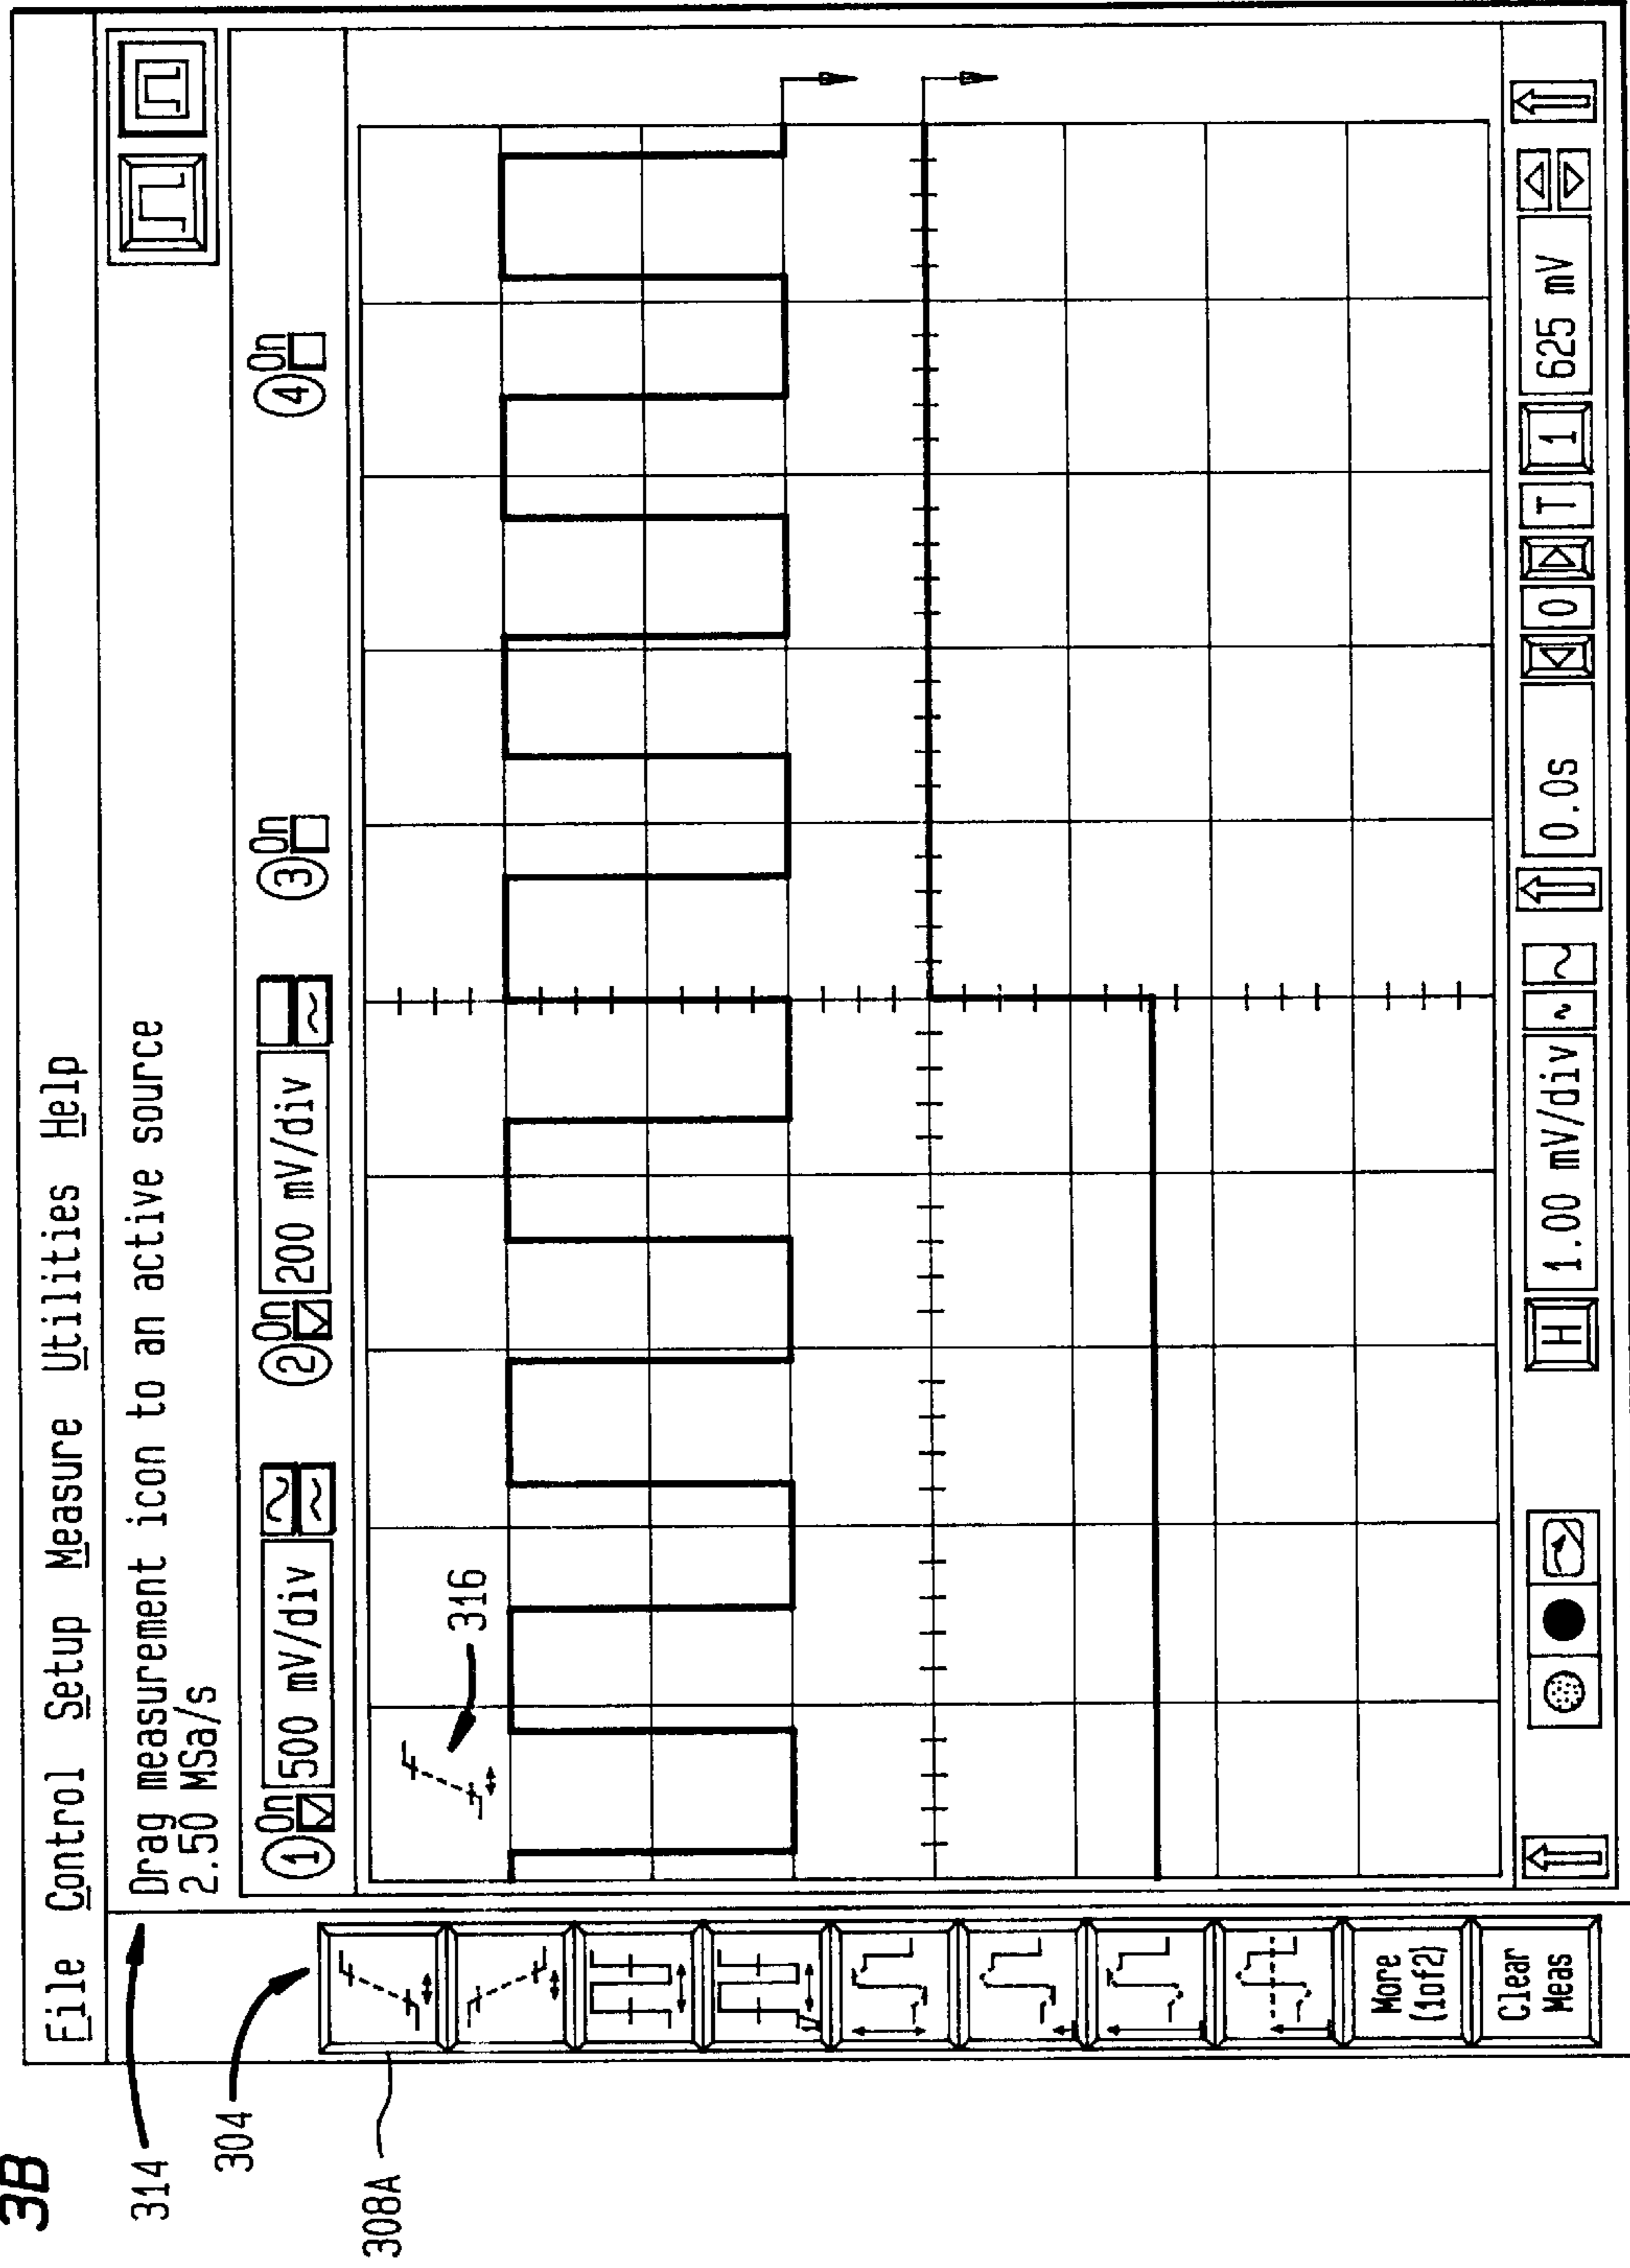 3B
File Control Setup Measure Utilities Help
314
Drag measurement icon to an active source
2.50 MSa/s
304
1 On 500 mV/div 2 On 200 mV/div 3 On 4 On
308A
316
More
(1of2)
Clear
Meas
H 1.00 mV/div 0.0s 0 T 1 625 mV